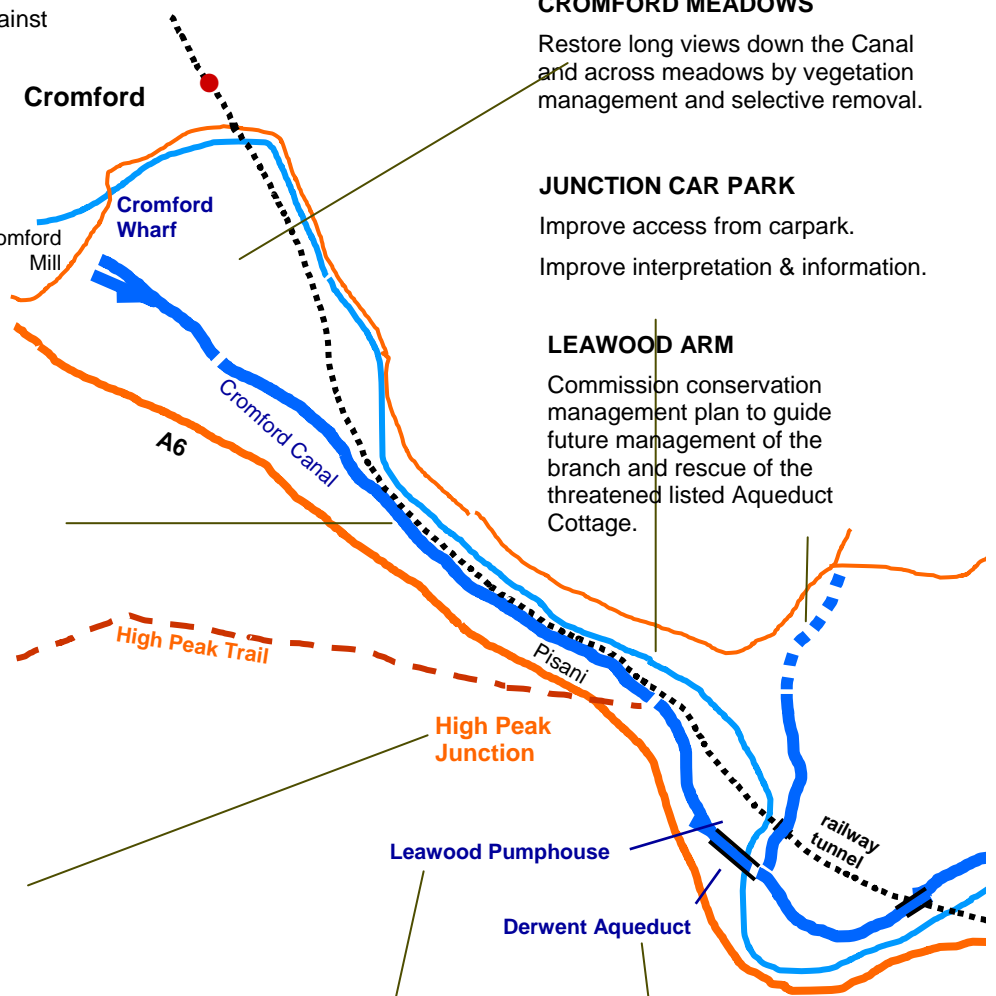 ainst
CROMFORD MEADOWS
Restore long views down the Canal
and across meadows by vegetation
management and selective removal.
Cromford
JUNCTION CAR PARK
Improve access from carpark.
Improve interpretation & information.
Cromford
Wharf
omford
Mill
LEAWOOD ARM
Commission conservation
management plan to guide
future management of the
branch and rescue of the
threatened listed Aqueduct
Cottage.
Cromford Canal
A6
High Peak Trail
Pisani
High Peak
Junction
railway
tunnel
Leawood Pumphouse
Derwent Aqueduct